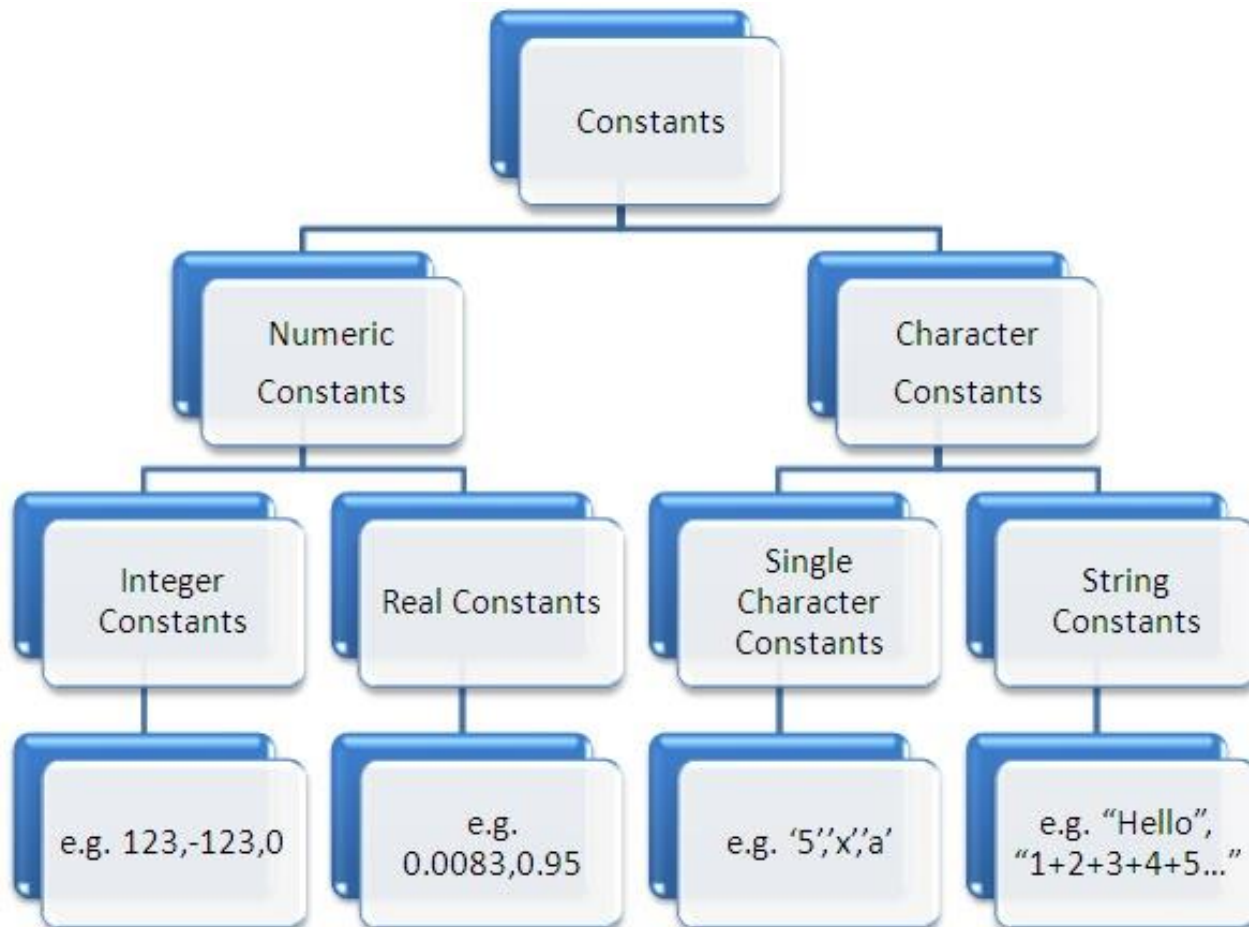 Constants
Numeric
Constants
Character
Constants
Integer
Constants
Real Constants
Single
Character
Constants
String
Constants
e.g. 123,-123,0
e.g.
0.0083,0.95
e.g. ‘5’,’x’,’a’
e.g. “Hello”,
“1+2+3+4+5...”